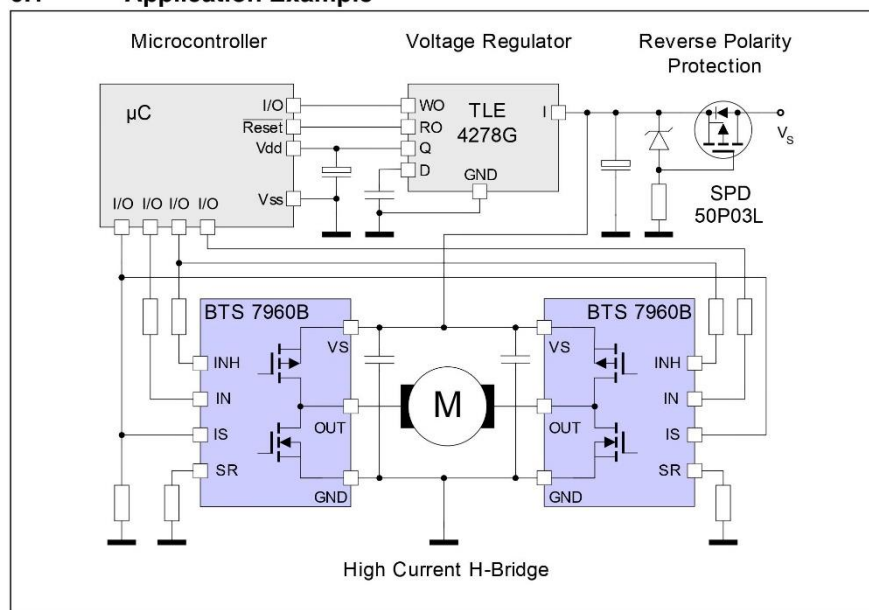 Application Example
Microcontroller
Voltage Regulator
Reverse Polarity
Protection
µC
I/O
Reset
Vdd
Vss
I/O I/O I/O I/O
WO
RO
Q
D
TLE
4278G
I
GND
V_S
SPD
50P03L
BTS 7960B
VS
INH
IN
IS
SR
OUT
GND
M
BTS 7960B
VS
INH
IN
IS
SR
OUT
GND
High Current H-Bridge